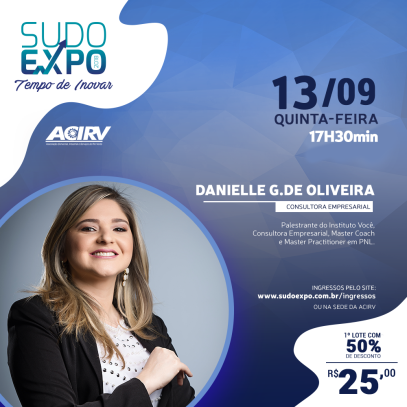 SUDO
EXPO
Tempo de Inovar
ACIRV
13/09
QUINTA-FEIRA
17H30min
DANIELLE G.DE OLIVEIRA
CONSULTORA EMPRESARIAL
Palestrante do Instituto Você,
Consultora Empresarial, Master Coach
e Master Practitioner em PNL.
INGRESSOS PELO SITE:
www.sudoexpo.com.br/ingressos
OU NA SEDE DA ACIRV
1º LOTE COM
50%
DE DESCONTO
R$25,00